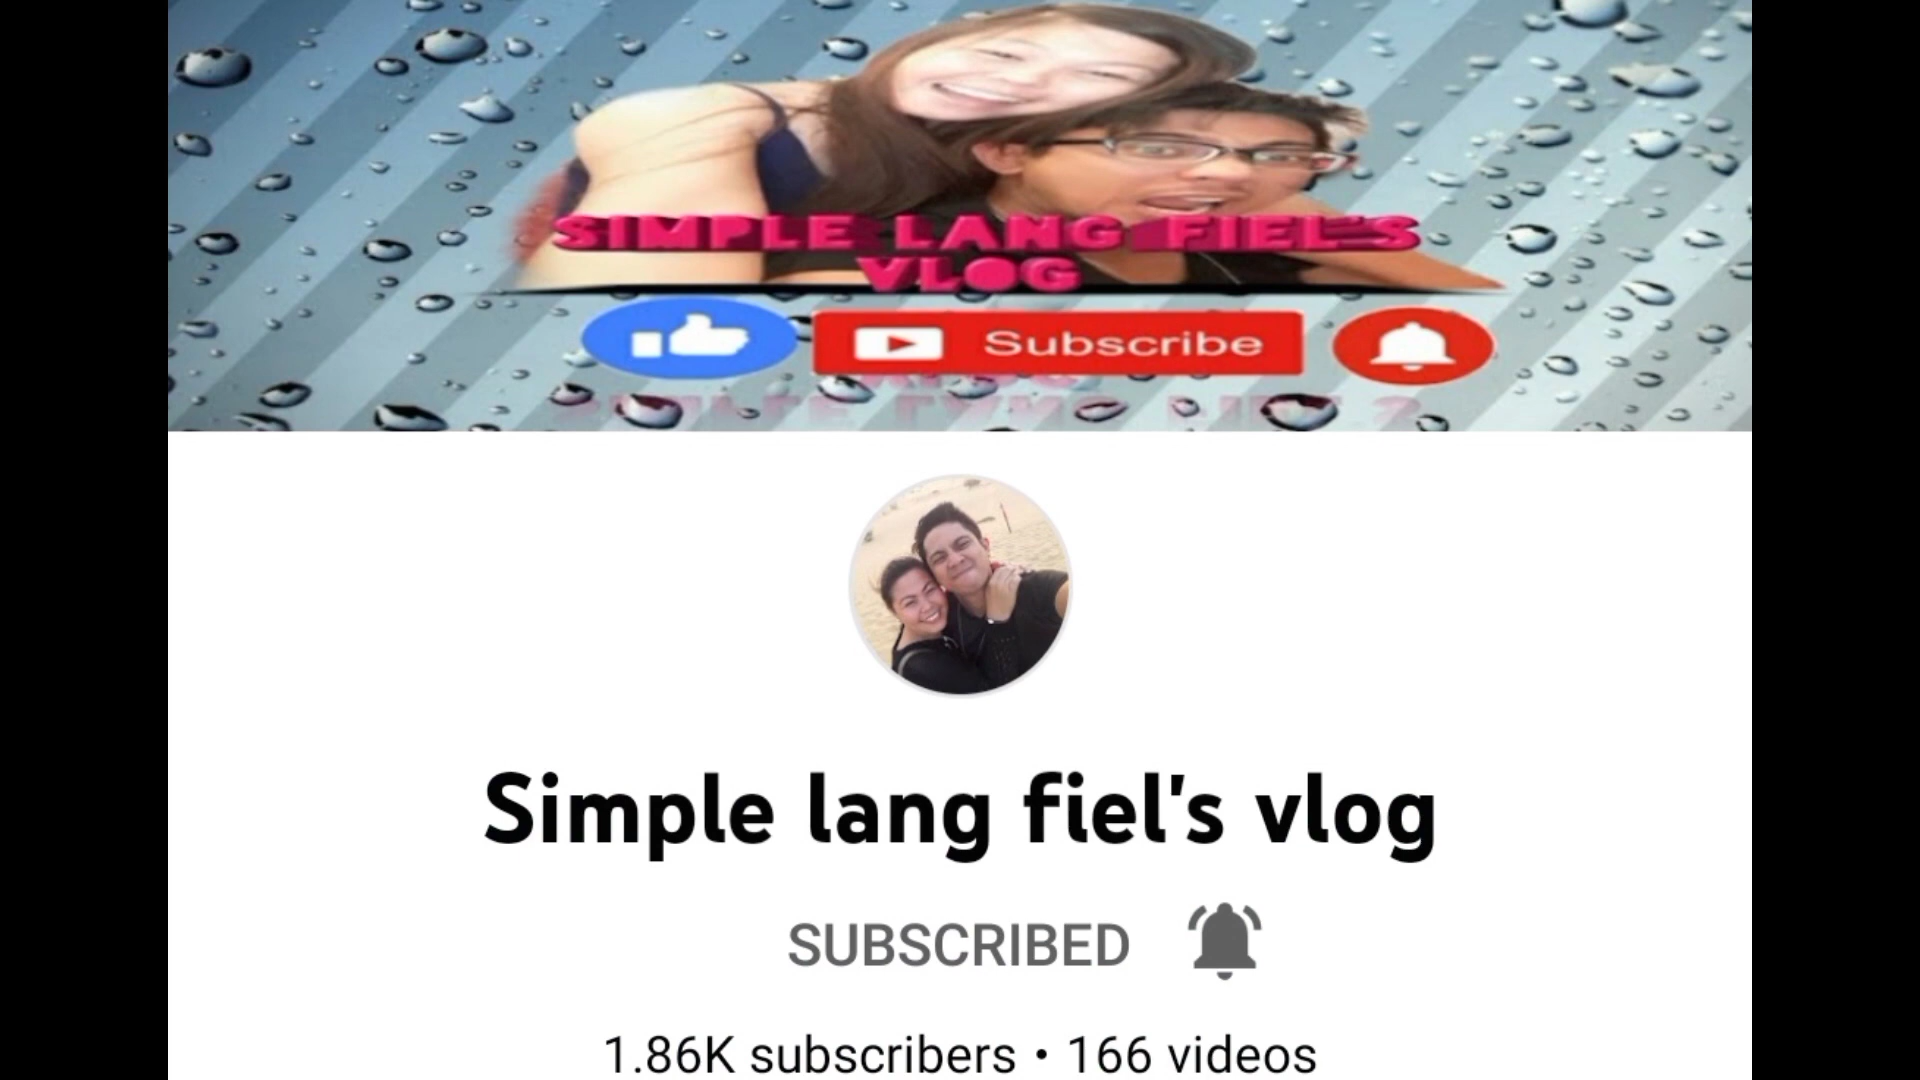 SIMPLE LANG FIEL'S
VLOG
Subscribe
Simple lang fiel's vlog
SUBSCRIBED
1.86K subscribers • 166 videos